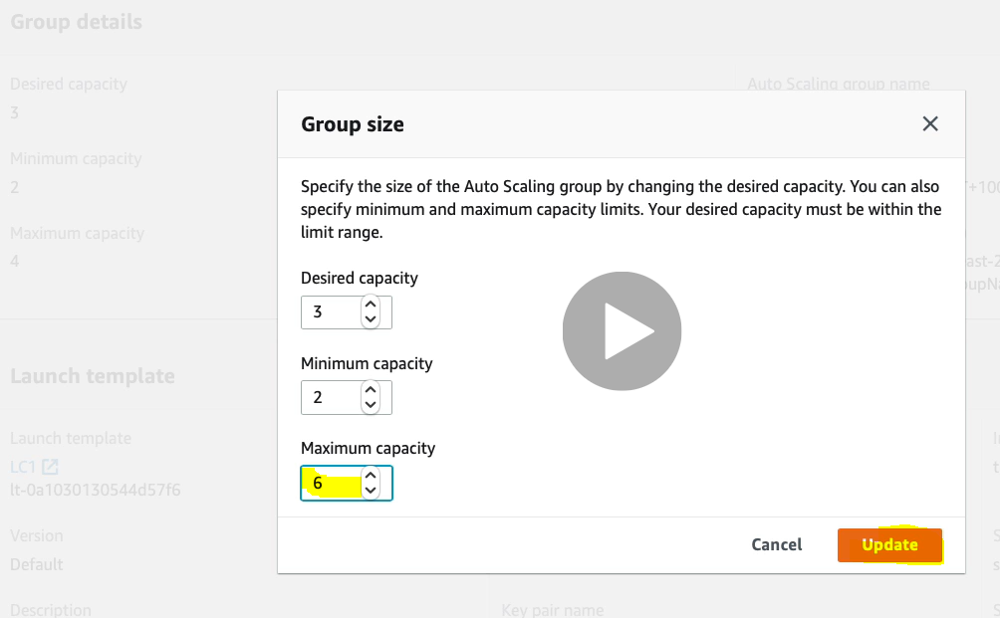 Group details
Desired capacity
3
Auto Scaling group name
Minimum capacity
2
Maximum capacity
4
Group size
Specify the size of the Auto Scaling group by changing the desired capacity. You can also
specify minimum and maximum capacity limits. Your desired capacity must be within the
limit range.
Desired capacity
3
Minimum capacity
2
Maximum capacity
6
Cancel
Update
Launch template
Launch template
LC1
lt-0a1030130544d57f6
Version
Default
Description
Key pair name